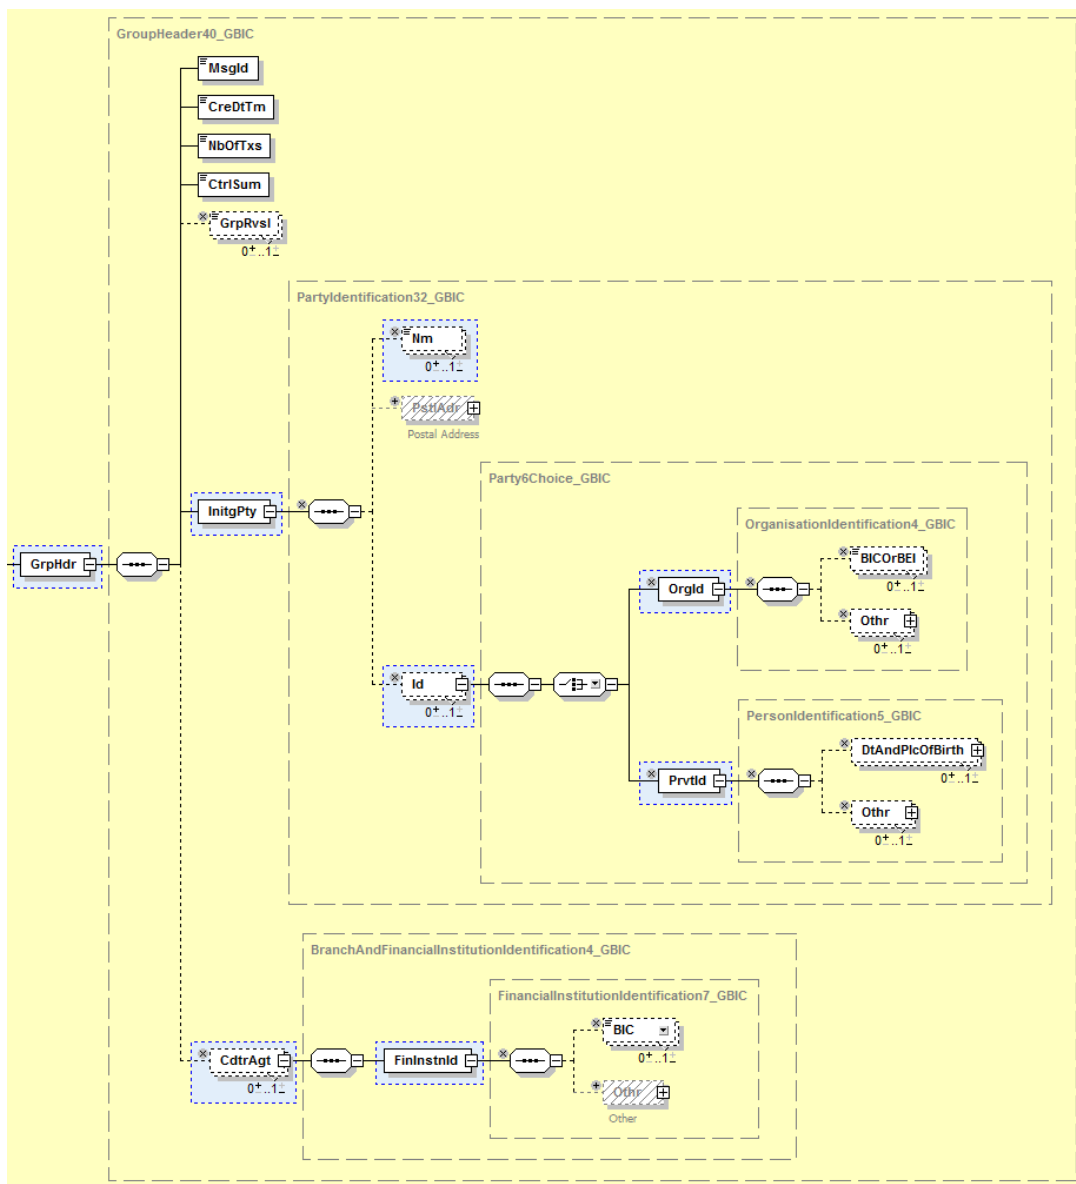 GroupHeader40_GBIC
MsgId
CreDtTm
NbOfTxs
CtrlSum
GrpRvsl
0±..1±
PartyIdentification32_GBIC
Nm
0±..1±
PstlAdr
Postal Address
Party6Choice_GBIC
OrganisationIdentification4_GBIC
InitgPty
GrpHdr
BICOrBEI
0±..1±
OrgId
Othr
0±..1±
Id
0±..1±
PersonIdentification5_GBIC
DtAndPlcOfBirth
0±..1±
PrvtId
Othr
0±..1±
BranchAndFinancialInstitutionIdentification4_GBIC
FinancialInstitutionIdentification7_GBIC
BIC
0±..1±
CdtrAgt
0±..1±
FinInstnId
Othr
Other